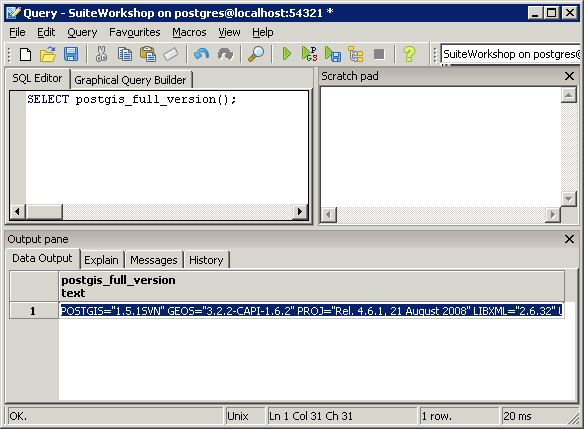 Query - SuiteWorkshop on postgres@localhost:54321 *
File Edit Query Favourites Macros View Help
SuiteWorkshop on postgres@
SQL Editor Graphical Query Builder
Scratch pad
SELECT postgis_full_version();
Output pane
Data Output Explain Messages History
postgis_full_version
text
1 POSTGIS="1.5.1SVN" GEOS="3.2.2-CAPI-1.6.2" PROJ="Rel. 4.6.1, 21 August 2008" LIBXML="2.6.32"
OK. Unix Ln 1 Col 31 Ch 31 1 row. 20 ms